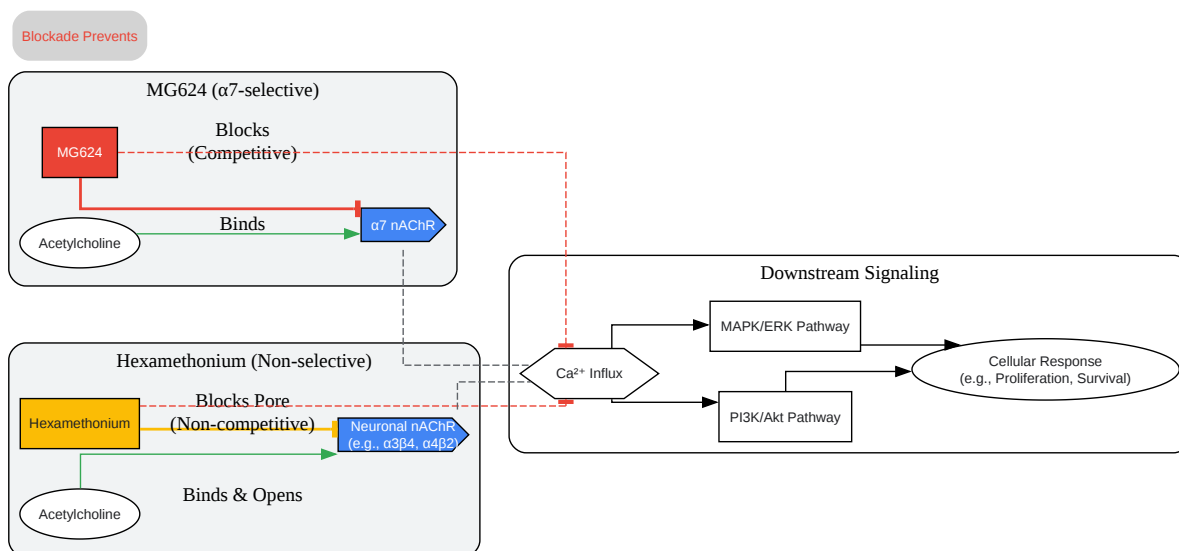 Blockade Prevents
MG624 (α7-selective)
Blocks
(Competitive)
MG624
Binds
α7 nAChR
Acetylcholine
Downstream Signaling
MAPK/ERK Pathway
Ca²⁺ Influx
Cellular Response
(e.g., Proliferation, Survival)
PI3K/Akt Pathway
Hexamethonium (Non-selective)
Blocks Pore
(Non-competitive)
Hexamethonium
Neuronal nAChR
(e.g., α3β4, α4β2)
Binds & Opens
Acetylcholine